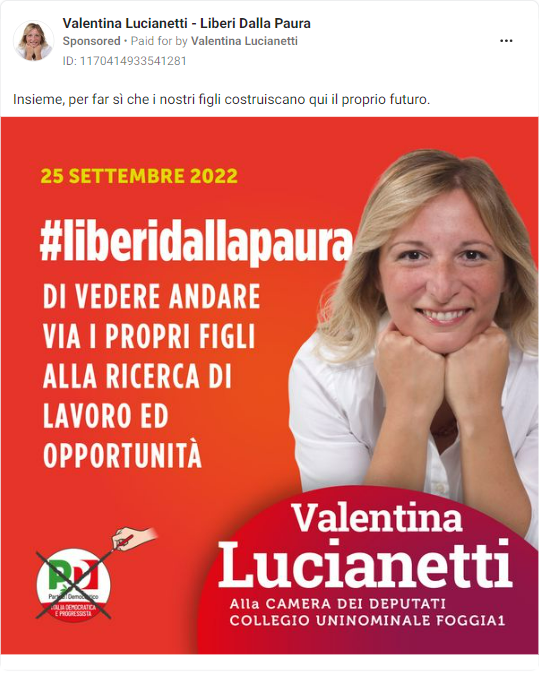 Valentina Lucianetti - Liberi Dalla Paura
Sponsored • Paid for by Valentina Lucianetti
ID: 1170414933541281
Insieme, per far sì che i nostri figli costruiscano qui il proprio futuro.
25 SETTEMBRE 2022
#liberidallapaura
DI VEDERE ANDARE
VIA I PROPRI FIGLI
ALLA RICERCA DI
LAVORO ED
OPPORTUNITÀ
Valentina
Lucianetti
Alla CAMERA DEI DEPUTATI
COLLEGIO UNINOMINALE FOGGIA1
PD
Partito Democratico
ITALIA DEMOCRATICA
E PROGRESSISTA